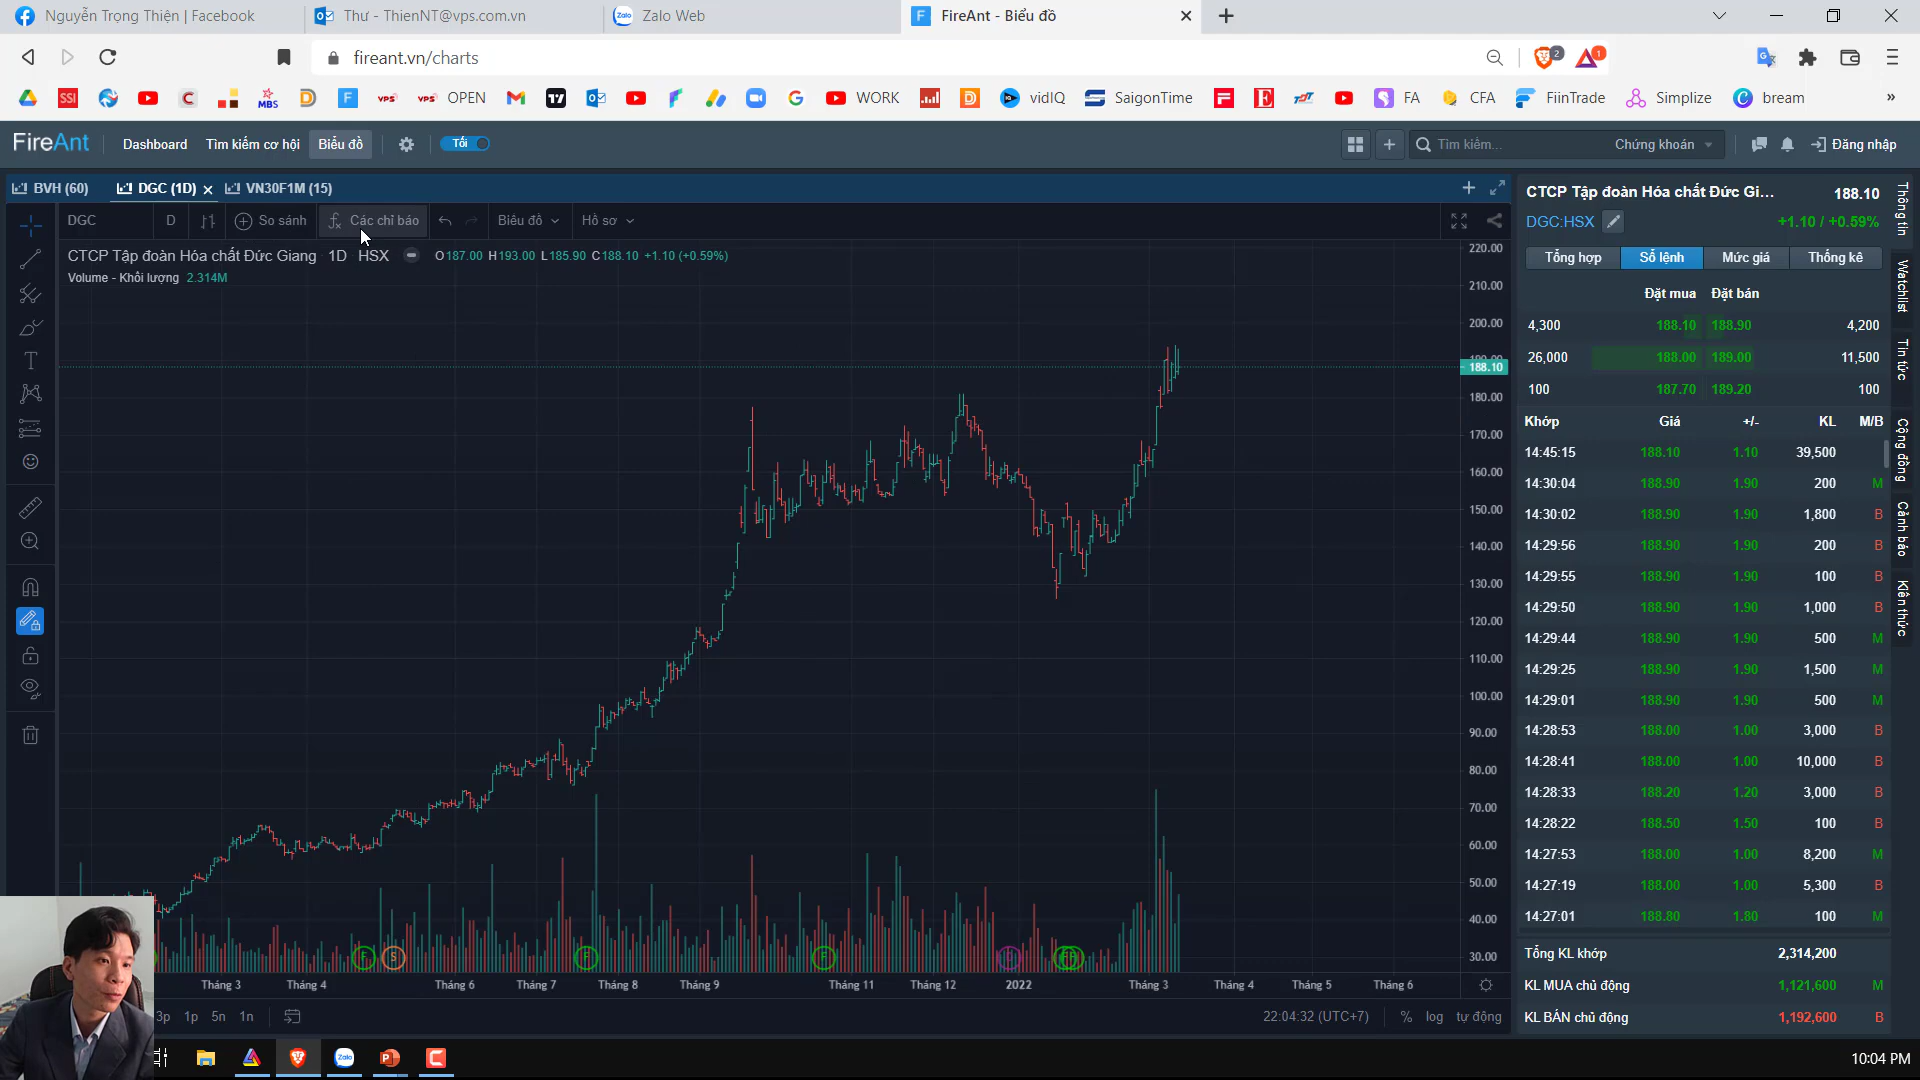 Nguyễn Trọng Thiện | Facebook
Thư - ThienNT@vps.com.vn
Zalo Web
FireAnt - Biểu đồ
fireant.vn/charts
2
1
OPEN
WORK
vidIQ
SaigonTime
FA
CFA
FiinTrade
Simplize
bream
»
FireAnt
Dashboard
Tìm kiếm cơ hội
Biểu đồ
Tối
Tìm kiếm...
Chứng khoán
Đăng nhập
BVH (60)
DGC (1D)
VN30F1M (15)
DGC
D
So sánh
Các chỉ báo
Biểu đồ
Hồ sơ
CTCP Tập đoàn Hóa chất Đức Giang 1D HSX O187.00 H193.00 L185.90 C188.10 +1.10 (+0.59%)
Volume - Khối lượng 2.314M
220.00
210.00
200.00
190.00
188.10
180.00
170.00
160.00
150.00
140.00
130.00
120.00
110.00
100.00
90.00
80.00
70.00
60.00
50.00
40.00
30.00
Tháng 3
Tháng 4
Tháng 6
Tháng 7
Tháng 8
Tháng 9
Tháng 11
Tháng 12
2022
Tháng 3
Tháng 4
Tháng 5
Tháng 6
3p 1p 5n 1n
22:04:32 (UTC+7)
% log tự động
CTCP Tập đoàn Hóa chất Đức Gi... 188.10
DGC:HSX +1.10 / +0.59%
Tổng hợp Sổ lệnh Mức giá Thống kê
Đặt mua Đặt bán
4,300 188.10 188.90 4,200
26,000 188.00 189.00 11,500
100 187.70 189.20 100
Khớp Giá +/- KL M/B
14:45:15 188.10 1.10 39,500
14:30:04 188.90 1.90 200 M
14:30:02 188.90 1.90 1,800 B
14:29:56 188.90 1.90 200 B
14:29:55 188.90 1.90 100 B
14:29:50 188.90 1.90 1,000 B
14:29:44 188.90 1.90 500 M
14:29:25 188.90 1.90 1,500 M
14:29:01 188.90 1.90 500 M
14:28:53 188.00 1.00 3,000 B
14:28:41 188.00 1.00 10,000 B
14:28:33 188.20 1.20 3,000 B
14:28:22 188.50 1.50 100 B
14:27:53 188.00 1.00 8,200 M
14:27:19 188.00 1.00 5,300 B
14:27:01 188.80 1.80 100 M
Tổng KL khớp 2,314,200
KL MUA chủ động 1,121,600 M
KL BÁN chủ động 1,192,600 B
Thông tin
Watchlist
Tin tức
Cộng đồng
Cảnh báo
Kiến thức
10:04 PM